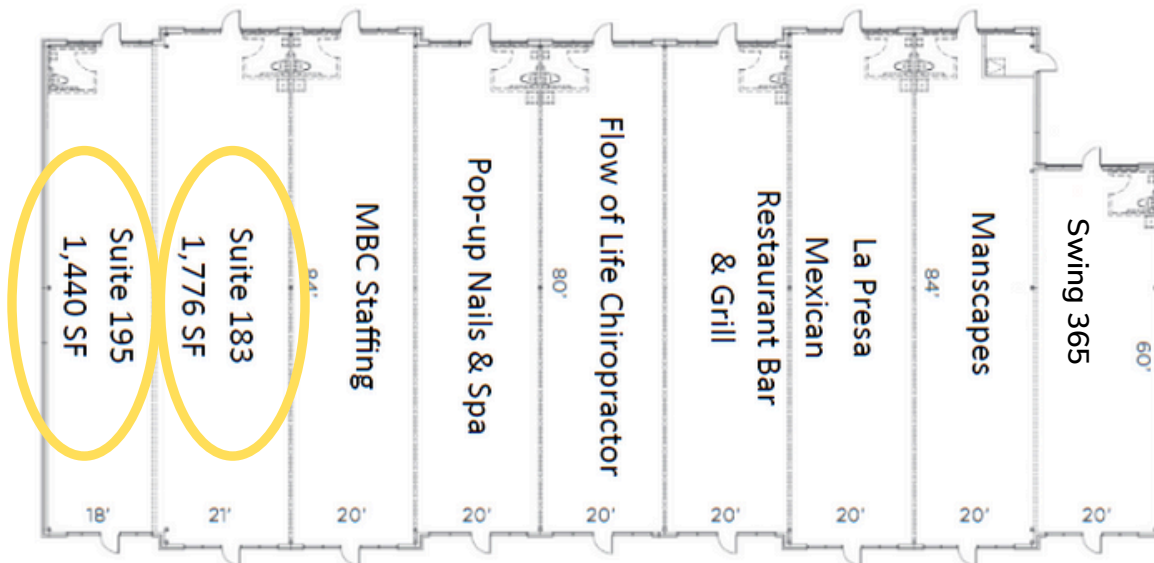 Suite 195
1,440 SF
Suite 183
1,776 SF
84'
MBC Staffing
Pop-up Nails & Spa
80'
Flow of Life Chiropractor
La Presa
Mexican
Restaurant Bar
& Grill
84'
Manscapes
Swing 365
60'
18'
21'
20'
20'
20'
20'
20'
20'
20'